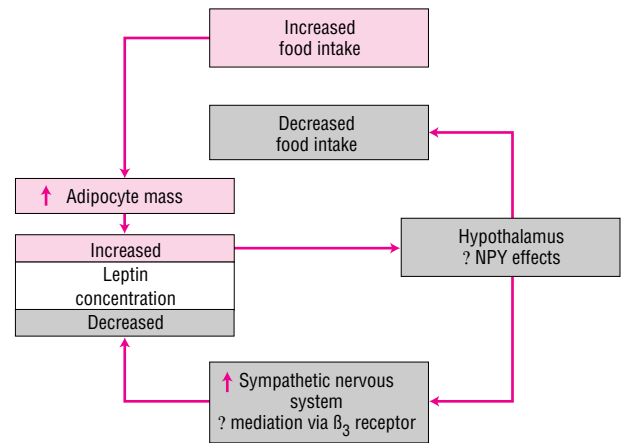 Increased
food intake
Decreased
food intake
↑ Adipocyte mass
Increased
Leptin
concentration
Decreased
Hypothalamus
? NPY effects
↑ Sympathetic nervous
system
? mediation via ß₃ receptor